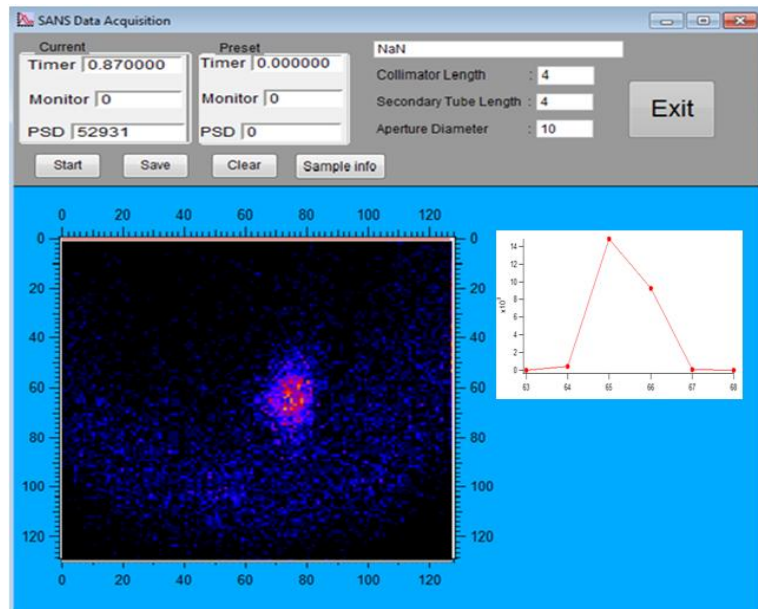 SANS Data Acquisition
Current
Timer 0.870000
Monitor 0
PSD 52931
Preset
Timer 0.000000
Monitor 0
PSD 0
NaN
Collimator Length : 4
Secondary Tube Length : 4
Aperture Diameter : 10
Exit
Start Save Clear Sample info
0 20 40 60 80 100 120
0 0
20 20
40 40
60 60
80 80
100 100
120 120
0 20 40 60 80 100 120
14
12
10
8
6
4
2
0
x10³
63 64 65 66 67 68